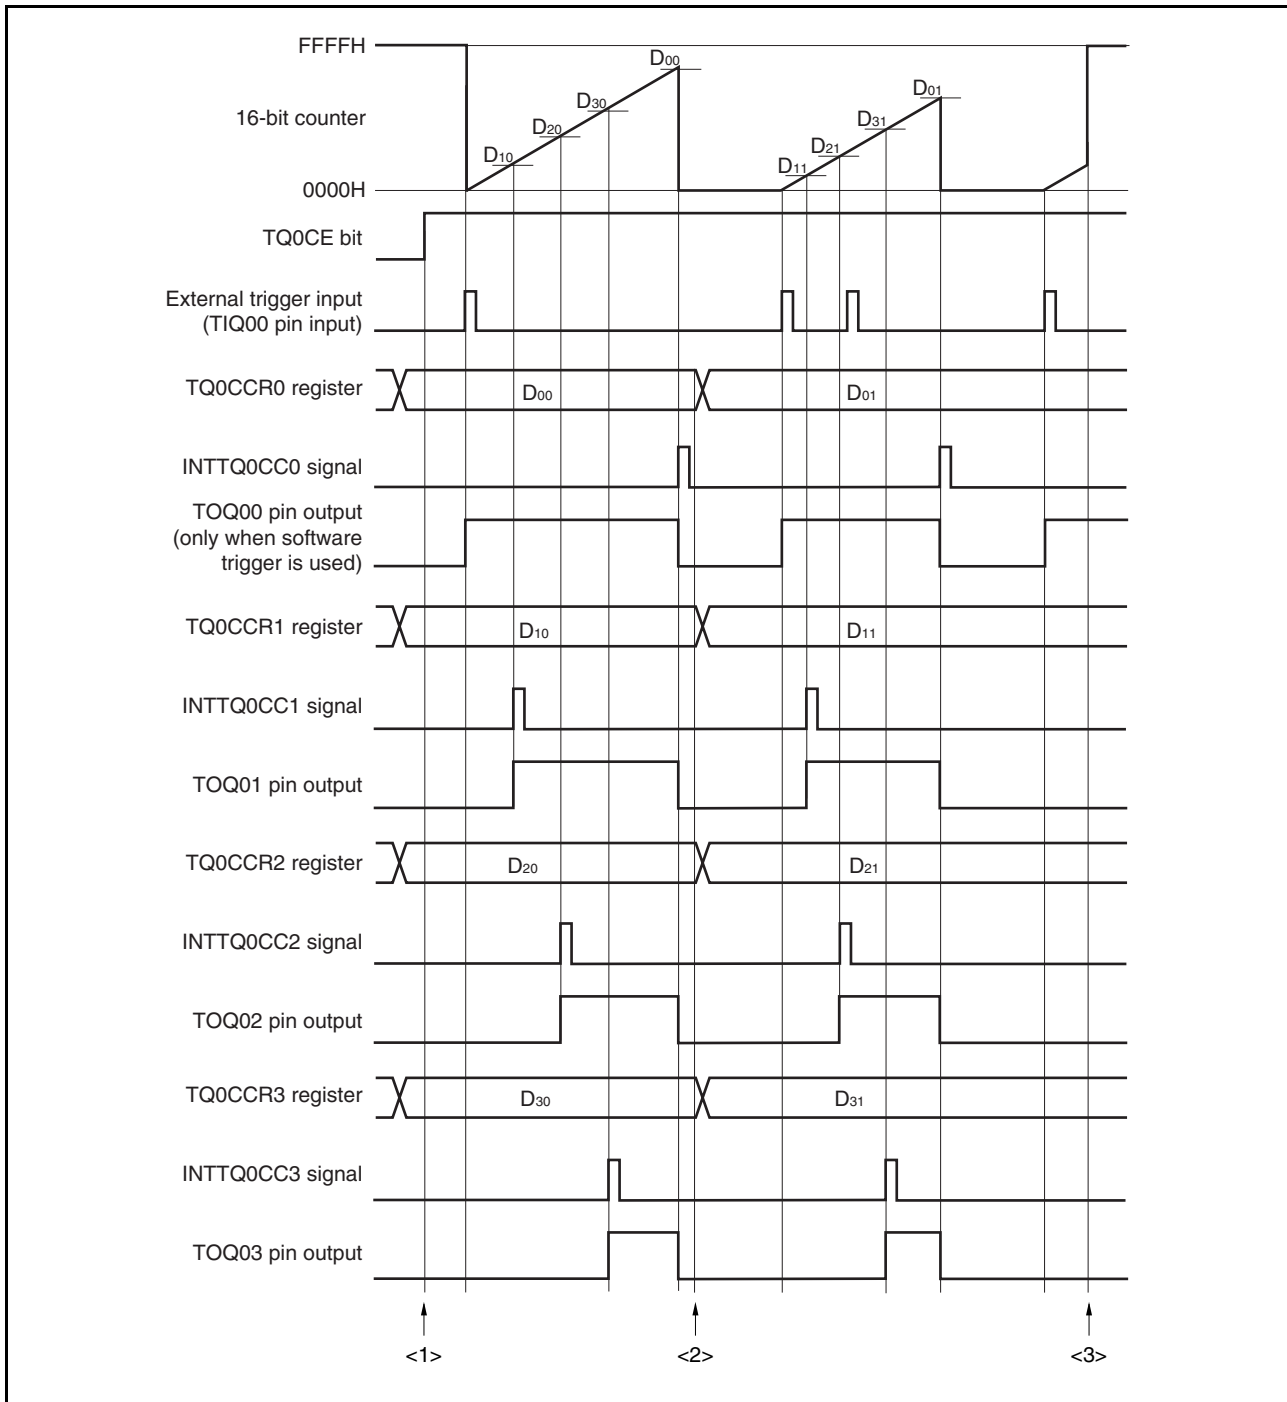 FFFFH
D00
D01
D30
16-bit counter
D31
D20
D21
D10
D11
0000H
TQ0CE bit
External trigger input
(TIQ00 pin input)
TQ0CCR0 register
D00
D01
INTTQ0CC0 signal
TOQ00 pin output
(only when software
trigger is used)
TQ0CCR1 register
D10
D11
INTTQ0CC1 signal
TOQ01 pin output
TQ0CCR2 register
D20
D21
INTTQ0CC2 signal
TOQ02 pin output
TQ0CCR3 register
D30
D31
INTTQ0CC3 signal
TOQ03 pin output
<1>
<2>
<3>